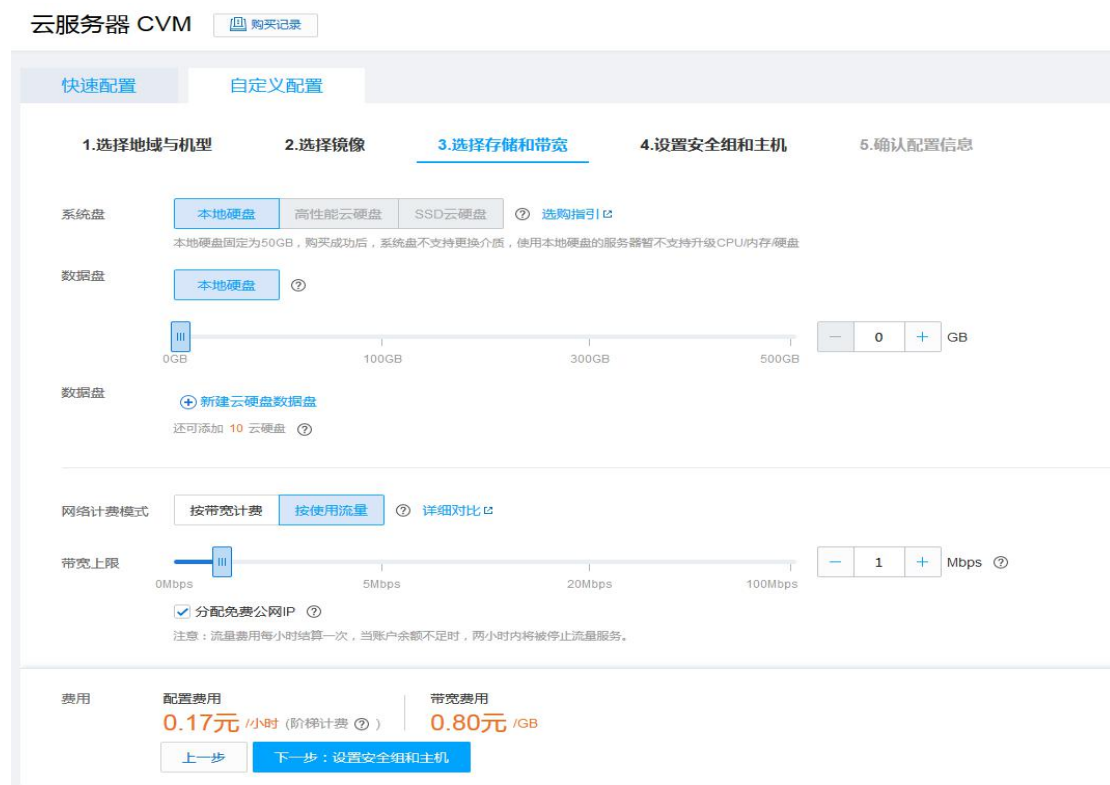 云服务器 CVM 购买记录
快速配置 自定义配置
1.选择地域与机型 2.选择镜像 3.选择存储和带宽 4.设置安全组和主机 5.确认配置信息
系统盘 本地硬盘 高性能云硬盘 SSD云硬盘 ? 选购指引
本地硬盘固定为50GB，购买成功后，系统盘不支持更换介质，使用本地硬盘的服务器暂不支持升级CPU/内存/硬盘
数据盘 本地硬盘 ?
− 0 + GB
0GB 100GB 300GB 500GB
数据盘 新建云硬盘数据盘
还可添加 10 云硬盘 ?
网络计费模式 按带宽计费 按使用流量 ? 详细对比
带宽上限 − 1 + Mbps ?
0Mbps 5Mbps 20Mbps 100Mbps
分配免费公网IP ?
注意：流量费用每小时结算一次，当账户余额不足时，两小时内将被停止流量服务。
费用 配置费用 带宽费用
0.17元 /小时 (阶梯计费 ? ) 0.80元 /GB
上一步 下一步：设置安全组和主机